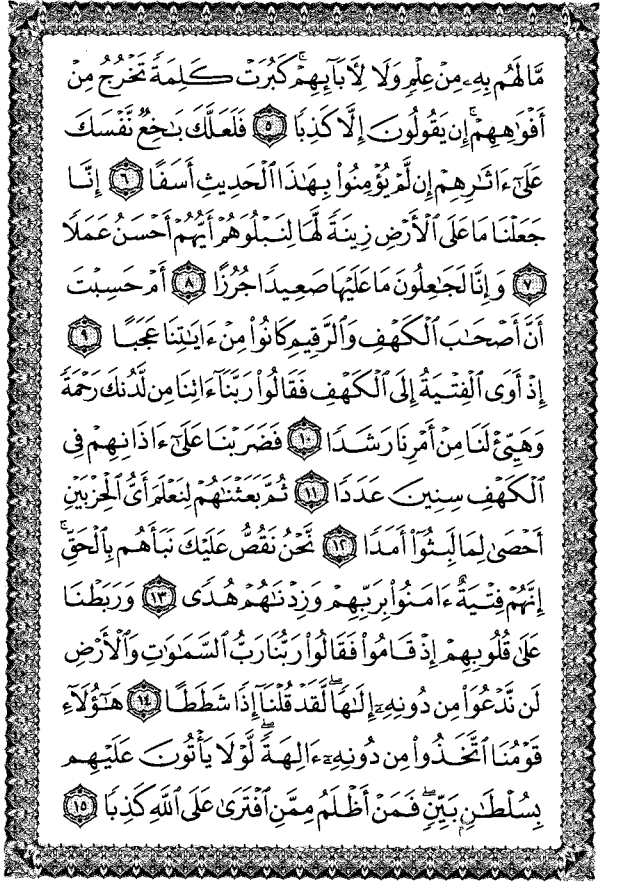 مَّا لَهُم بِهِۦ مِنْ عِلْمٍ وَلَا لِأَبَآئِهِمْ ۚ كَبُرَتْ كَلِمَةً تَخْرُجُ مِنْ
أَفْوَٰهِهِمْ ۚ إِن يَقُولُونَ إِلَّا كَذِبًا ٥ فَلَعَلَّكَ بَٰخِعٌ نَّفْسَكَ
عَلَىٰٓ ءَاثَٰرِهِمْ إِن لَّمْ يُؤْمِنُوا۟ بِهَٰذَا ٱلْحَدِيثِ أَسَفًا ٦ إِنَّا
جَعَلْنَا مَا عَلَى ٱلْأَرْضِ زِينَةً لَّهَا لِنَبْلُوَهُمْ أَيُّهُمْ أَحْسَنُ عَمَلًا
٧ وَإِنَّا لَجَٰعِلُونَ مَا عَلَيْهَا صَعِيدًا جُرُزًا ٨ أَمْ حَسِبْتَ
أَنَّ أَصْحَٰبَ ٱلْكَهْفِ وَٱلرَّقِيمِ كَانُوا۟ مِنْ ءَايَٰتِنَا عَجَبًا ٩
إِذْ أَوَى ٱلْفِتْيَةُ إِلَى ٱلْكَهْفِ فَقَالُوا۟ رَبَّنَآ ءَاتِنَا مِن لَّدُنكَ رَحْمَةً
وَهَيِّئْ لَنَا مِنْ أَمْرِنَا رَشَدًا ١٠ فَضَرَبْنَا عَلَىٰٓ ءَاذَانِهِمْ فِى
ٱلْكَهْفِ سِنِينَ عَدَدًا ١١ ثُمَّ بَعَثْنَٰهُمْ لِنَعْلَمَ أَىُّ ٱلْحِزْبَيْنِ
أَحْصَىٰ لِمَا لَبِثُوٓا۟ أَمَدًا ١٢ نَّحْنُ نَقُصُّ عَلَيْكَ نَبَأَهُم بِٱلْحَقِّ ۚ
إِنَّهُمْ فِتْيَةٌ ءَامَنُوا۟ بِرَبِّهِمْ وَزِدْنَٰهُمْ هُدًى ١٣ وَرَبَطْنَا
عَلَىٰ قُلُوبِهِمْ إِذْ قَامُوا۟ فَقَالُوا۟ رَبُّنَا رَبُّ ٱلسَّمَٰوَٰتِ وَٱلْأَرْضِ
لَن نَّدْعُوَا۟ مِن دُونِهِۦٓ إِلَٰهًا ۖ لَّقَدْ قُلْنَآ إِذًا شَطَطًا ١٤ هَٰٓؤُلَآءِ
قَوْمُنَا ٱتَّخَذُوا۟ مِن دُونِهِۦٓ ءَالِهَةً ۖ لَّوْلَا يَأْتُونَ عَلَيْهِم
بِسُلْطَٰنٍۭ بَيِّنٍ ۖ فَمَنْ أَظْلَمُ مِمَّنِ ٱفْتَرَىٰ عَلَى ٱللَّهِ كَذِبًا ١٥